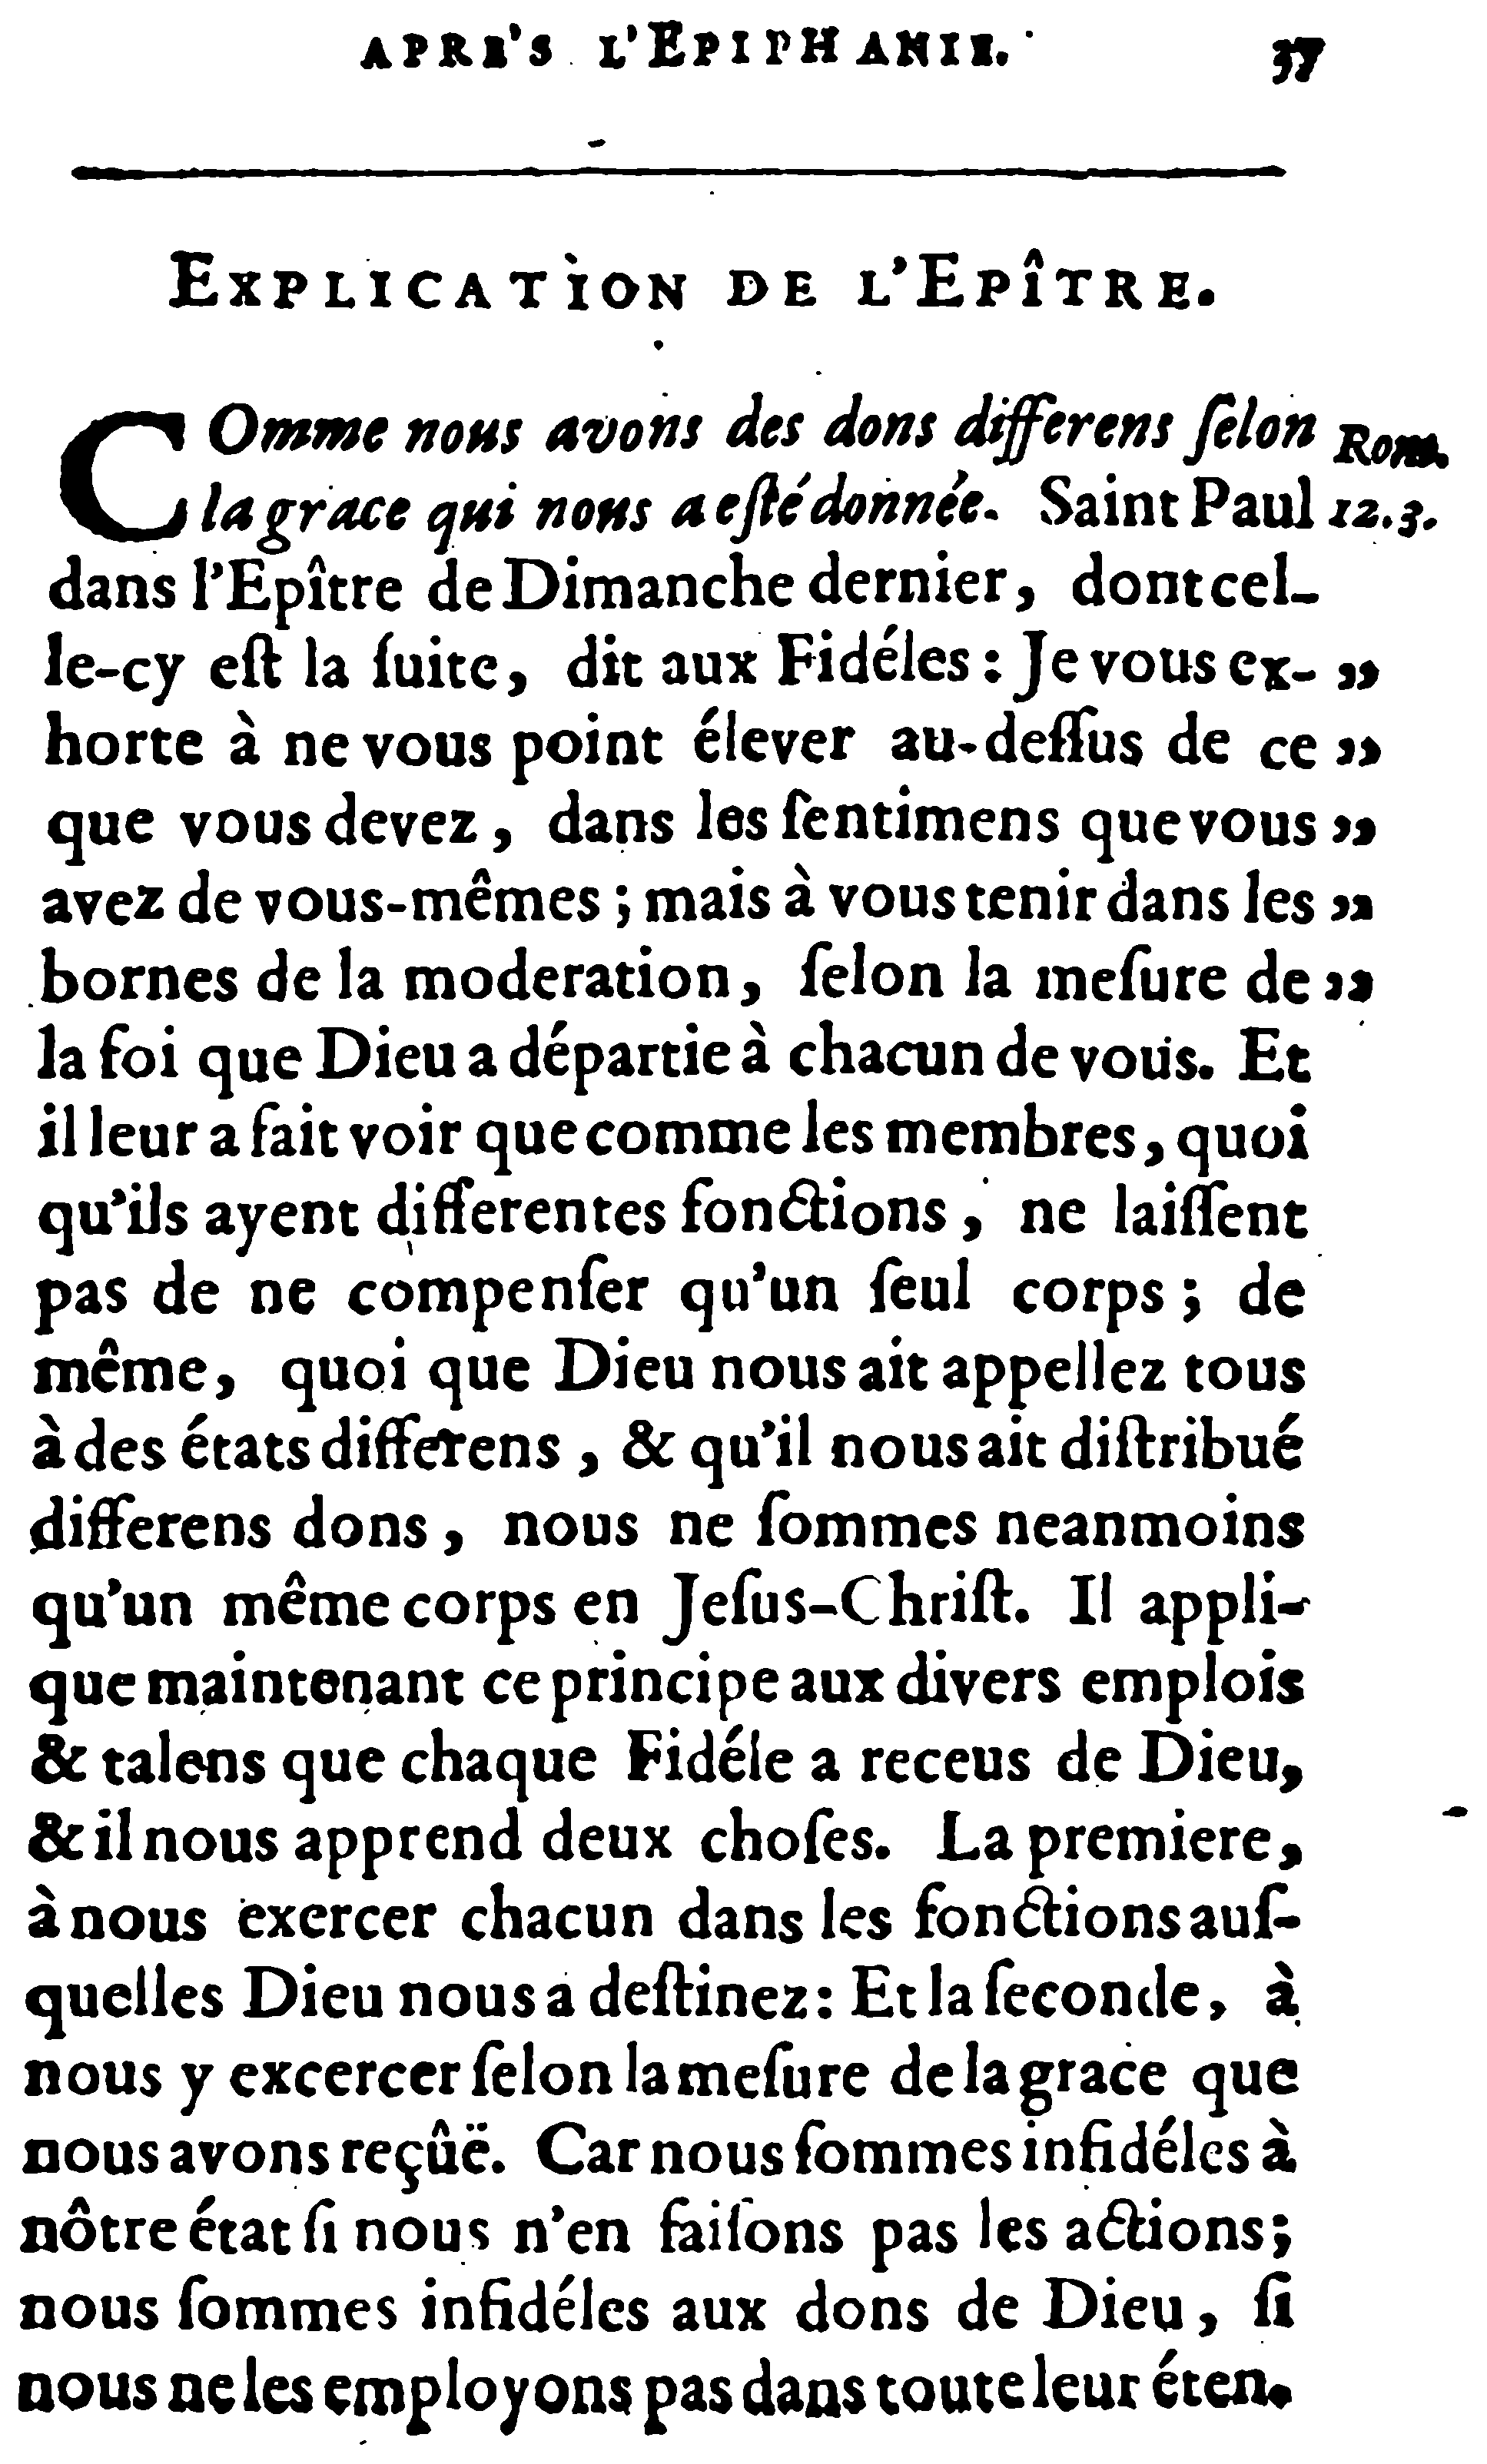 APRE'S L'EPIPHANIE. 37
EXPLICATION DE L'EPÎTRE.
COmme nous avons des dons differens ſelon Rom.
la grace qui nous a eſté donnée. Saint Paul 12.3.
dans l'Epître de Dimanche dernier, dont cel-
le-cy eſt la ſuite, dit aux Fidéles : Je vous ex- ”
horte à ne vous point élever au-deſſus de ce ”
que vous devez, dans les ſentimens que vous ”
avez de vous-mêmes ; mais à vous tenir dans les ”
bornes de la moderation, ſelon la meſure de ”
la foi que Dieu a départie à chacun de vous. Et
il leur a fait voir que comme les membres, quoi
qu'ils ayent differentes fonctions, ne laiſſent
pas de ne compenſer qu'un ſeul corps ; de
même, quoi que Dieu nous ait appellez tous
à des états differens, & qu'il nous ait diſtribué
differens dons, nous ne ſommes neanmoins
qu'un même corps en Jeſus-Chriſt. Il appli-
que maintenant ce principe aux divers emplois
& talens que chaque Fidéle a receus de Dieu,
& il nous apprend deux choſes. La premiere,
à nous exercer chacun dans les fonctions auſ-
quelles Dieu nous a deſtinez : Et la ſeconde, à
nous y excercer ſelon la meſure de la grace que
nous avons reçûë. Car nous ſommes infidéles à
nôtre état ſi nous n'en faiſons pas les actions ;
nous ſommes infidéles aux dons de Dieu, ſi
nous ne les employons pas dans toute leur éten-